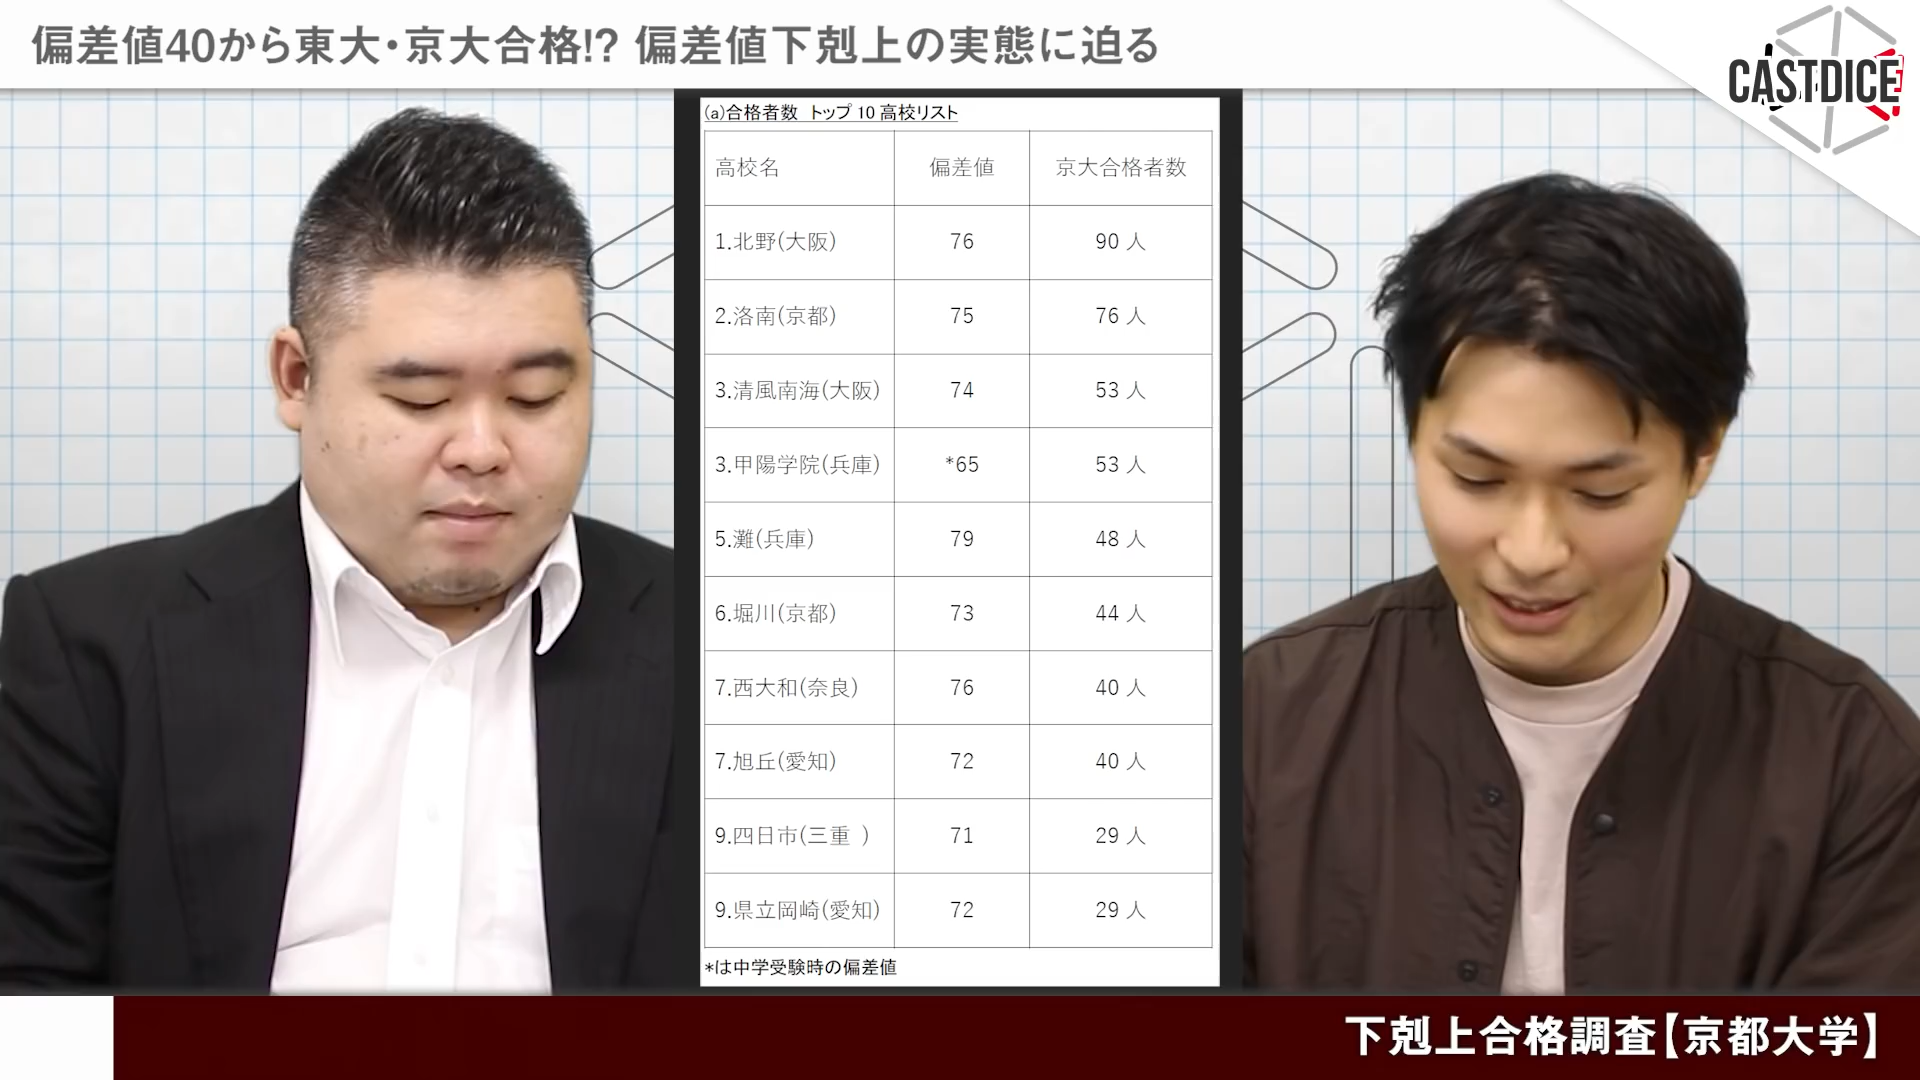 偏差値40から東大・京大合格!? 偏差値下剋上の実態に迫る
CASTDICE
(a)合格者数 トップ 10 高校リスト
高校名 偏差値 京大合格者数
1.北野(大阪) 76 90 人
2.洛南(京都) 75 76 人
3.清風南海(大阪) 74 53 人
3.甲陽学院(兵庫) *65 53 人
5.灘(兵庫) 79 48 人
6.堀川(京都) 73 44 人
7.西大和(奈良) 76 40 人
7.旭丘(愛知) 72 40 人
9.四日市(三重 ) 71 29 人
9.県立岡崎(愛知) 72 29 人
*は中学受験時の偏差値
下剋上合格調査【京都大学】